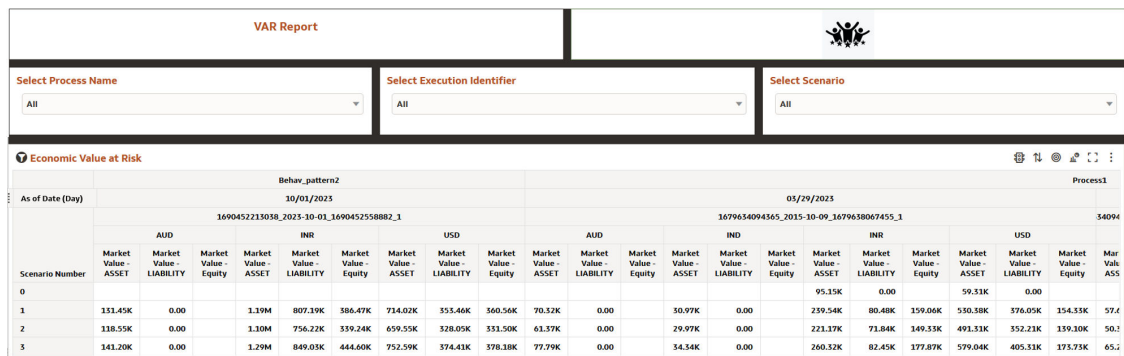 VAR Report
Select Process Name Select Execution Identifier Select Scenario
All All All
Economic Value at Risk
Behav_pattern2 Process1
As of Date (Day) 10/01/2023 03/29/2023
1690452213038_2023-10-01_1690452558882_1 1679634094365_2015-10-09_1679638067455_1 34094
AUD INR USD AUD IND INR USD
Scenario Number Market Value - ASSET Market Value - LIABILITY Market Value - Equity Market Value - ASSET Market Value - LIABILITY Market Value - Equity Market Value - ASSET Market Value - LIABILITY Market Value - Equity Market Value - ASSET Market Value - LIABILITY Market Value - Equity Market Value - ASSET Market Value - LIABILITY Market Value - Equity Market Value - ASSET Market Value - LIABILITY Market Value - Equity Market Value - ASSET Market Value - LIABILITY Market Value - Equity
0 95.15K 0.00 59.31K 0.00
1 131.45K 0.00 1.19M 807.19K 386.47K 714.02K 353.46K 360.56K 70.32K 0.00 30.97K 0.00 239.54K 80.48K 159.06K 530.38K 376.05K 154.33K 57.6
2 118.55K 0.00 1.10M 756.22K 339.24K 659.55K 328.05K 331.50K 61.37K 0.00 29.97K 0.00 221.17K 71.84K 149.33K 491.31K 352.21K 139.10K 50.3
3 141.20K 0.00 1.29M 849.03K 444.60K 752.59K 374.41K 378.18K 77.79K 0.00 34.34K 0.00 260.32K 82.45K 177.87K 579.04K 405.31K 173.73K 65.2